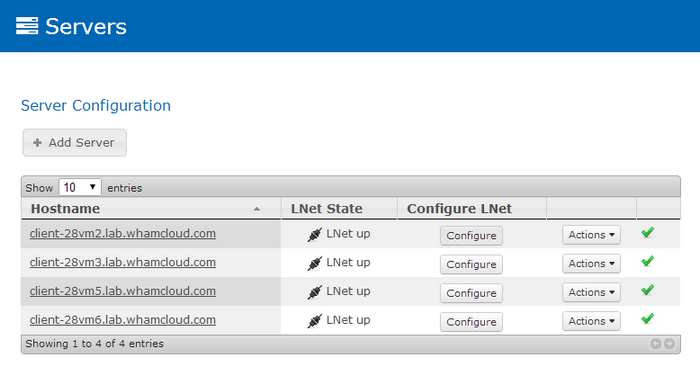 Servers
Server Configuration
+ Add Server
Show 10 entries
Hostname LNet State Configure LNet
client-28vm2.lab.whamcloud.com LNet up Configure Actions
client-28vm3.lab.whamcloud.com LNet up Configure Actions
client-28vm5.lab.whamcloud.com LNet up Configure Actions
client-28vm6.lab.whamcloud.com LNet up Configure Actions
Showing 1 to 4 of 4 entries